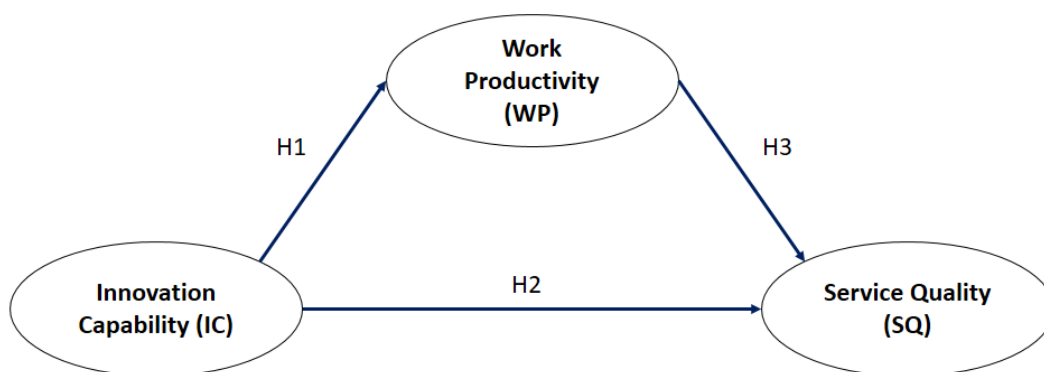 Work
Productivity
(WP)
H1
H3
H2
Innovation
Capability (IC)
Service Quality
(SQ)